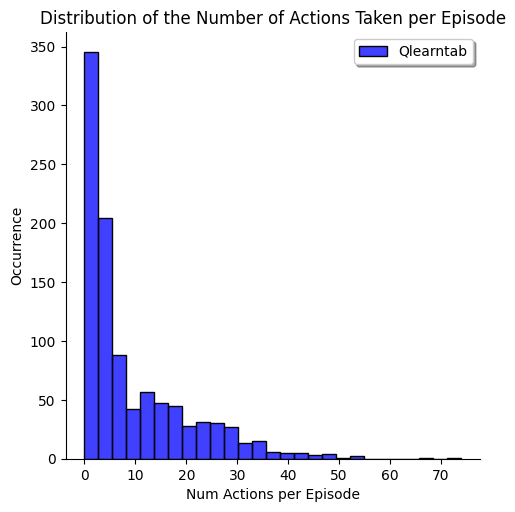 Distribution of the Number of Actions Taken per Episode
Qlearntab
350
300
250
200
150
100
50
0
Occurrence
0 10 20 30 40 50 60 70
Num Actions per Episode